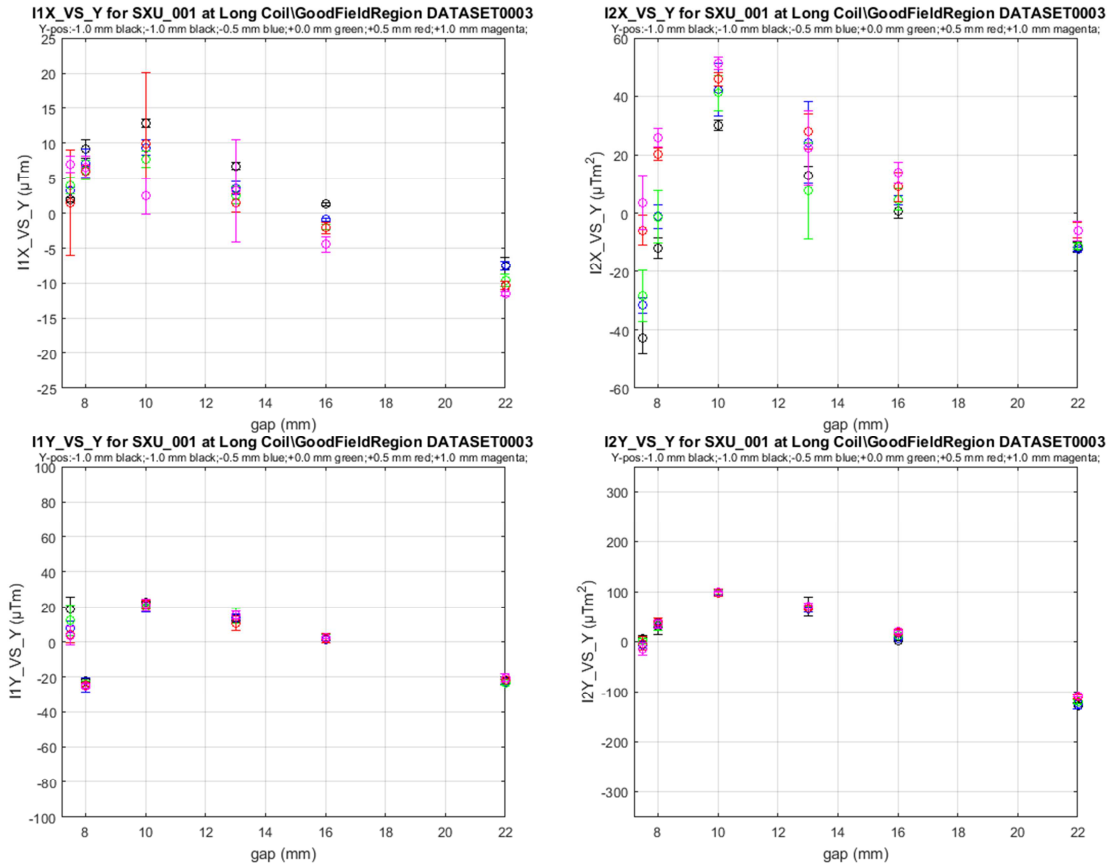 I1X_VS_Y for SXU_001 at Long Coil\GoodFieldRegion DATASET0003
Y-pos:-1.0 mm black;-1.0 mm black;-0.5 mm blue;+0.0 mm green;+0.5 mm red;+1.0 mm magenta;
25
20
15
10
5
0
-5
-10
-15
-20
-25
I1X_VS_Y (µTm)
8 10 12 14 16 18 20 22
gap (mm)
I2X_VS_Y for SXU_001 at Long Coil\GoodFieldRegion DATASET0003
Y-pos:-1.0 mm black;-1.0 mm black;-0.5 mm blue;+0.0 mm green;+0.5 mm red;+1.0 mm magenta;
60
40
20
0
-20
-40
-60
I2X_VS_Y (µTm²)
8 10 12 14 16 18 20 22
gap (mm)
I1Y_VS_Y for SXU_001 at Long Coil\GoodFieldRegion DATASET0003
Y-pos:-1.0 mm black;-1.0 mm black;-0.5 mm blue;+0.0 mm green;+0.5 mm red;+1.0 mm magenta;
100
80
60
40
20
0
-20
-40
-60
-80
-100
I1Y_VS_Y (µTm)
8 10 12 14 16 18 20 22
gap (mm)
I2Y_VS_Y for SXU_001 at Long Coil\GoodFieldRegion DATASET0003
Y-pos:-1.0 mm black;-1.0 mm black;-0.5 mm blue;+0.0 mm green;+0.5 mm red;+1.0 mm magenta;
300
200
100
0
-100
-200
-300
I2Y_VS_Y (µTm²)
8 10 12 14 16 18 20 22
gap (mm)